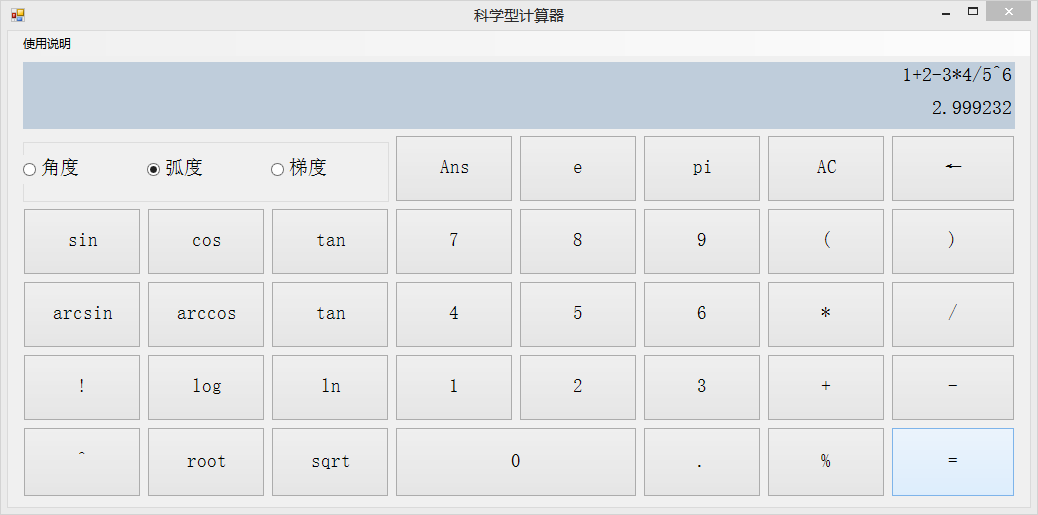 科学型计算器
使用说明
1+2-3*4/5^6
2.999232
角度 弧度 梯度 Ans e pi AC ←
sin cos tan 7 8 9 ( )
arcsin arccos tan 4 5 6 * /
! log ln 1 2 3 + -
^ root sqrt 0 . % =